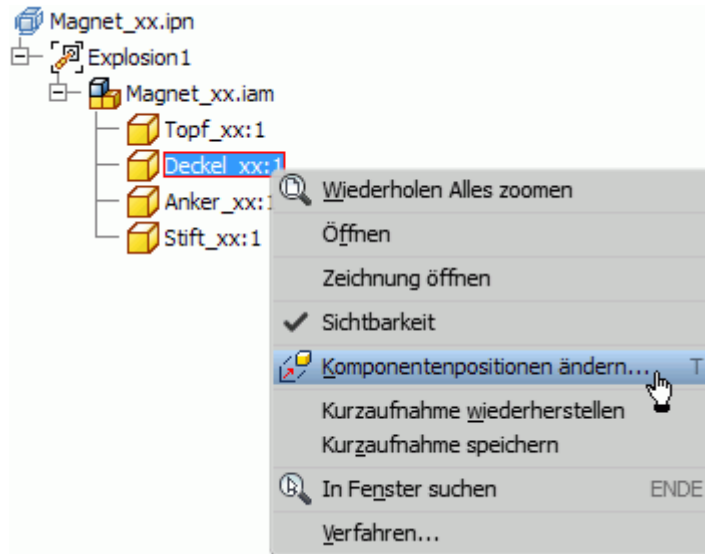 Magnet_xx.ipn
Explosion1
Magnet_xx.iam
Topf_xx:1
Deckel_xx:1
Anker_xx:1
Stift_xx:1
Wiederholen Alles zoomen
Öffnen
Zeichnung öffnen
Sichtbarkeit
Komponentenpositionen ändern... T
Kurzaufnahme wiederherstellen
Kurzaufnahme speichern
In Fenster suchen ENDE
Verfahren...